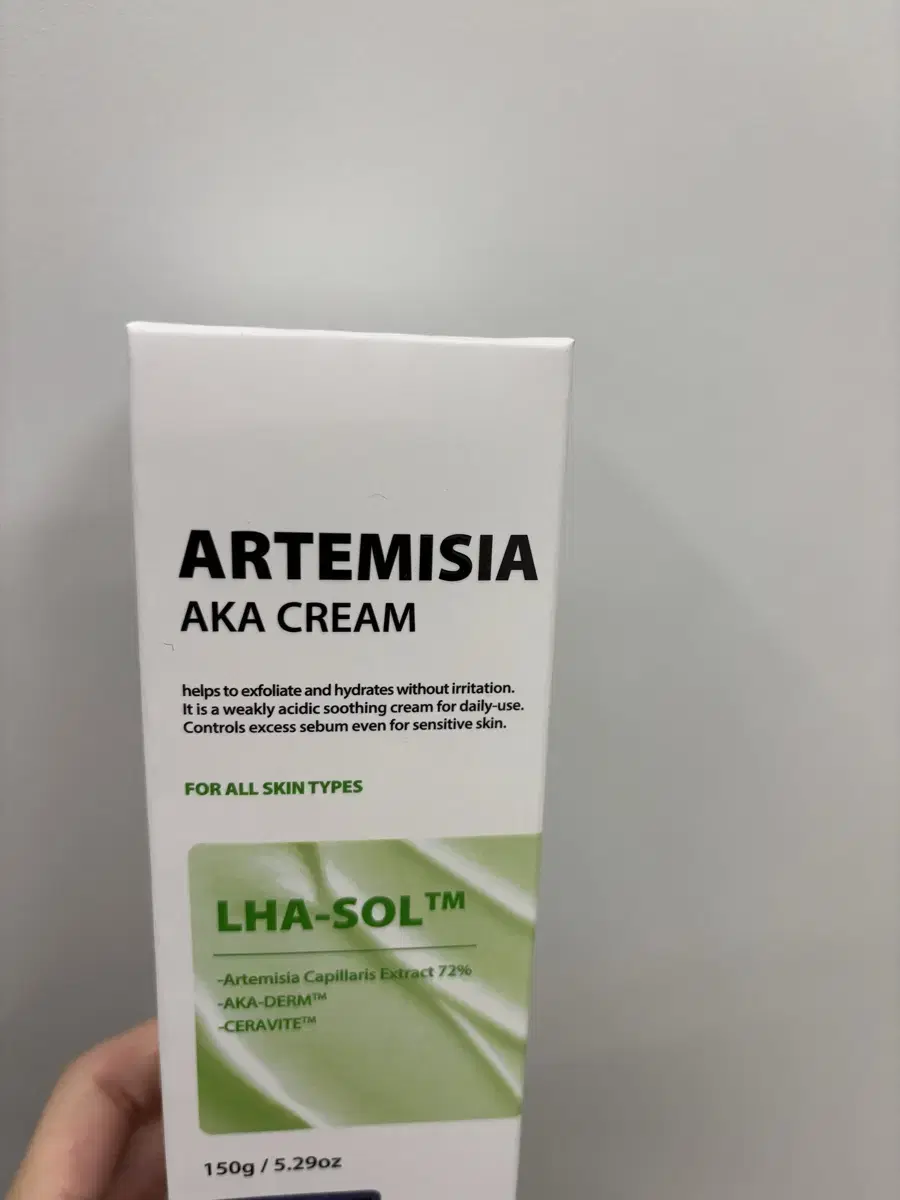 ARTEMISIA
AKA CREAM
helps to exfoliate and hydrates without irritation.
It is a weakly acidic soothing cream for daily-use.
Controls excess sebum even for sensitive skin.
FOR ALL SKIN TYPES
LHA-SOL™
-Artemisia Capillaris Extract 72%
-AKA-DERM™
-CERAVITE™
150g / 5.29oz